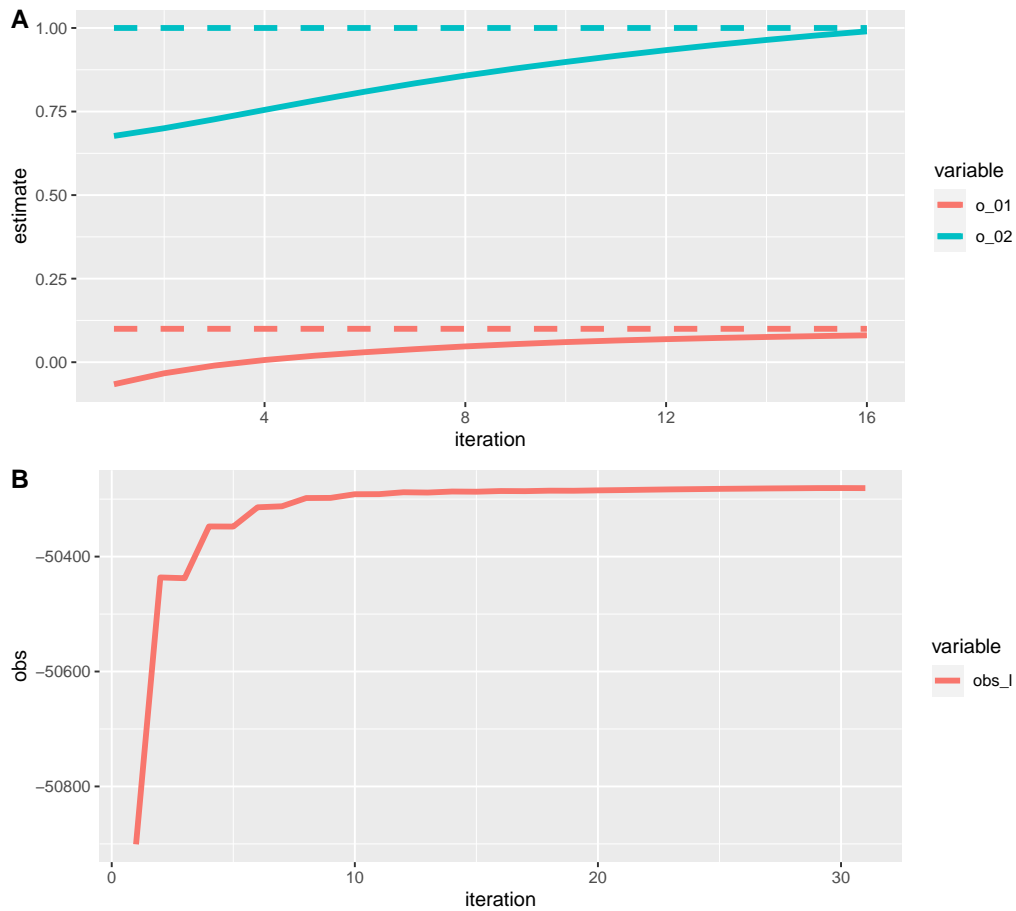 A
1.00
0.75
0.50
0.25
0.00
estimate
4 8 12 16
iteration
variable
o_01
o_02
B
−50400
−50600
−50800
obs
0 10 20 30
iteration
variable
obs_l